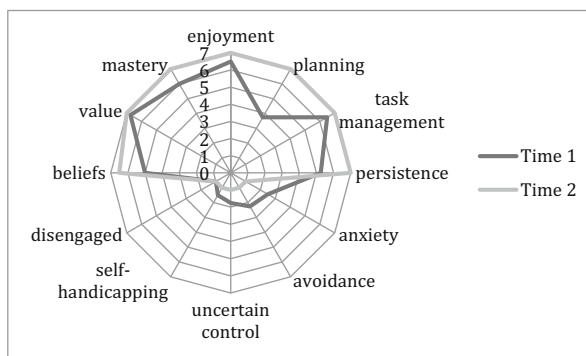 enjoyment
planning
task
management
persistence
anxiety
avoidance
uncertain
control
self-
handicapping
disengaged
beliefs
value
mastery
7
6
5
4
3
2
1
0
Time 1
Time 2